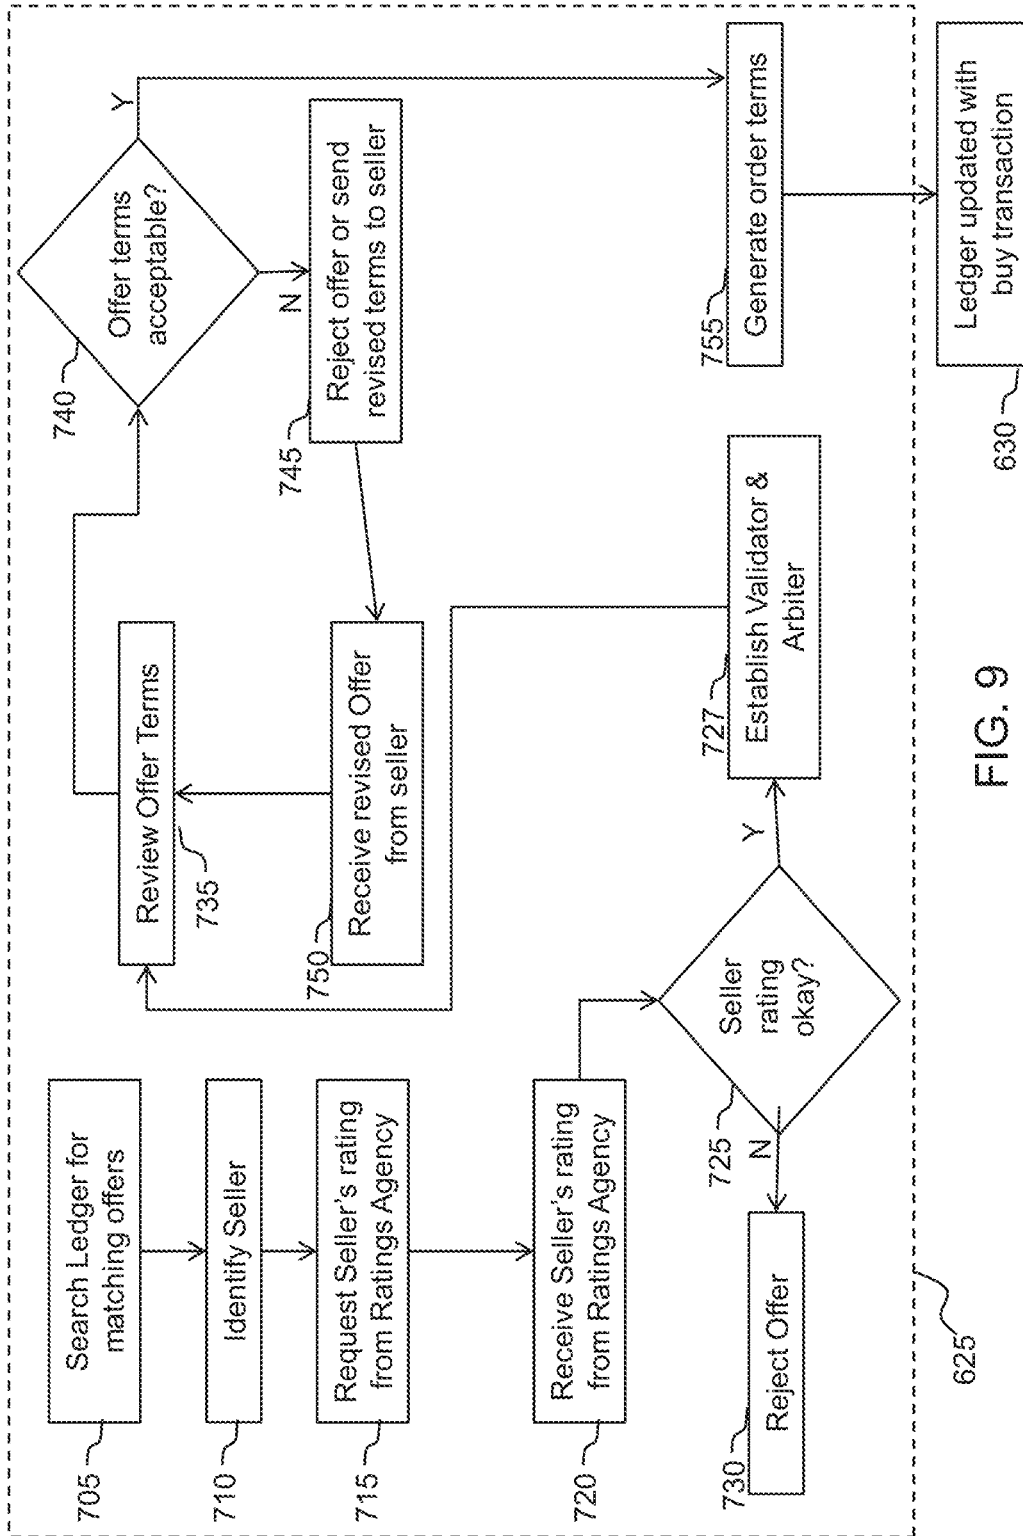 705
Search Ledger for
matching offers
710
Identify Seller
715
Request Seller's rating
from Ratings Agency
720
Receive Seller's rating
from Ratings Agency
725
Seller
rating
okay?
N
Y
730
Reject Offer
727
Establish Validator &
Arbiter
735
Review Offer Terms
740
Offer terms
acceptable?
N
Y
745
Reject offer or send
revised terms to seller
750
Receive revised Offer
from seller
755
Generate order terms
625
630
Ledger updated with
buy transaction
FIG. 9